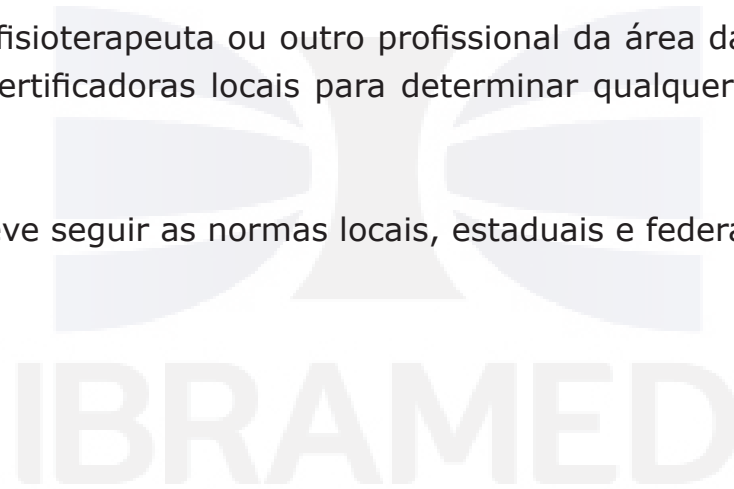 fisioterapeuta ou outro profissional da área da
ertificadoras locais para determinar qualquer
ve seguir as normas locais, estaduais e federa
IBRAMED